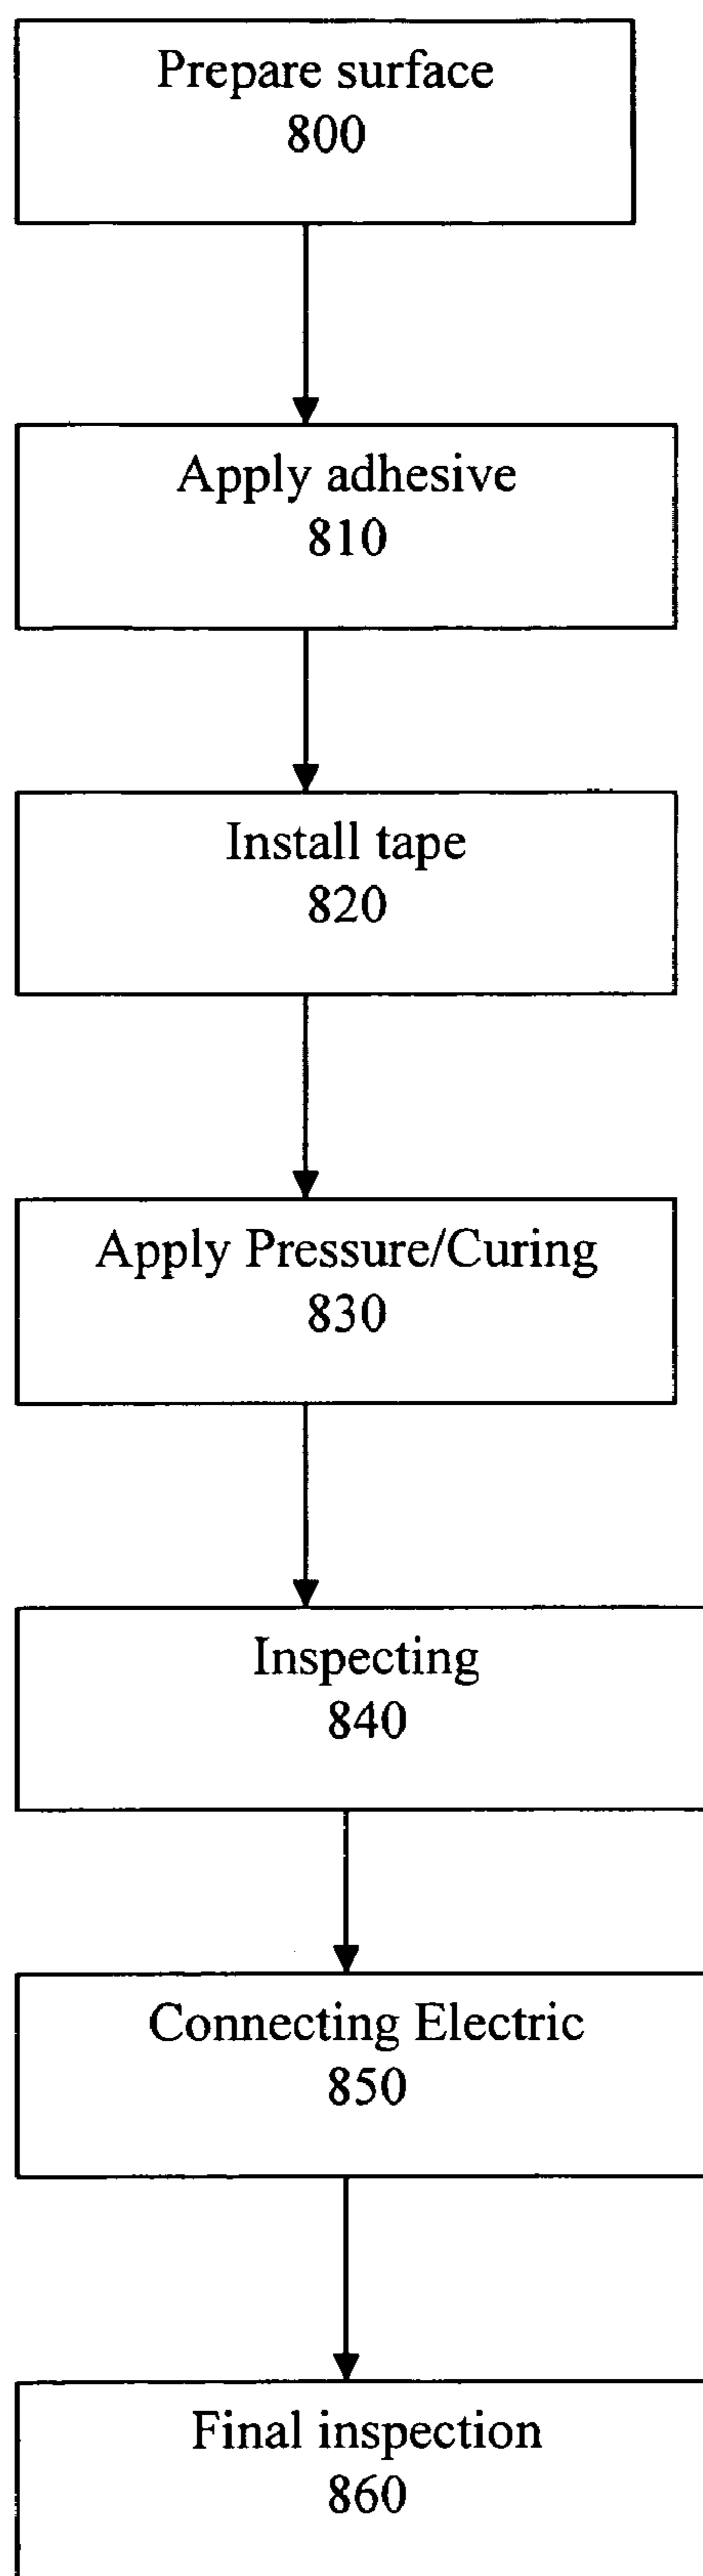 Prepare surface
800
Apply adhesive
810
Install tape
820
Apply Pressure/Curing
830
Inspecting
840
Connecting Electric
850
Final inspection
860